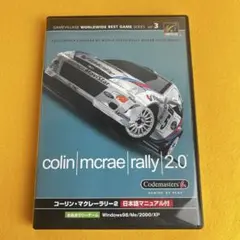 WORLDWIDE BEST GAME SERIES vol 3
colin | mcrae | rally | 2.0
Codemasters
コーリン・マクレーラリー2 日本語マニュアル付
Windows98/Me/2000/XP